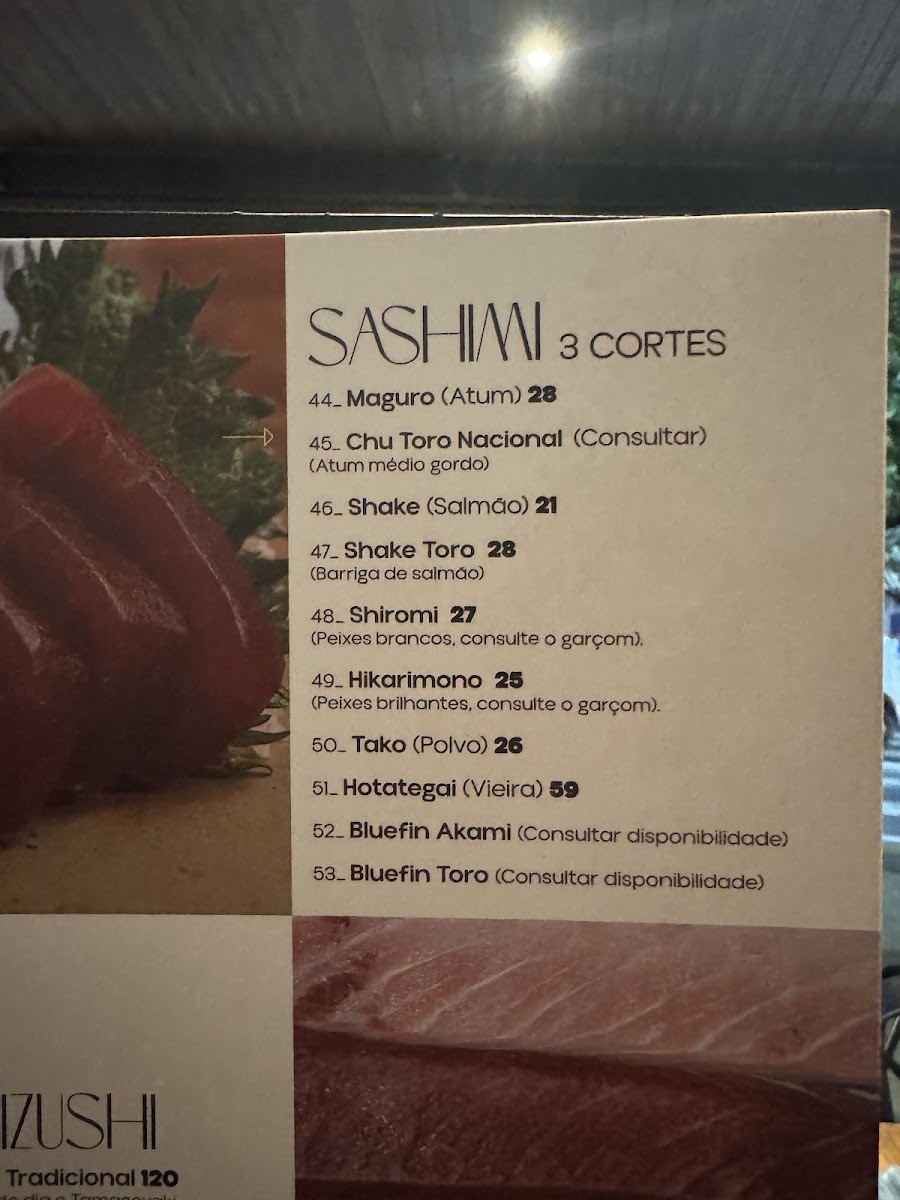 SASHIMI 3 CORTES
44_ Maguro (Atum) 28
45_ Chu Toro Nacional (Consultar)
(Atum médio gordo)
46_ Shake (Salmão) 21
47_ Shake Toro 28
(Barriga de salmão)
48_ Shiromi 27
(Peixes brancos, consulte o garçom).
49_ Hikarimono 25
(Peixes brilhantes, consulte o garçom).
50_ Tako (Polvo) 26
51_ Hotategai (Vieira) 59
52_ Bluefin Akami (Consultar disponibilidade)
53_ Bluefin Toro (Consultar disponibilidade)
IZUSHI
Tradicional 120